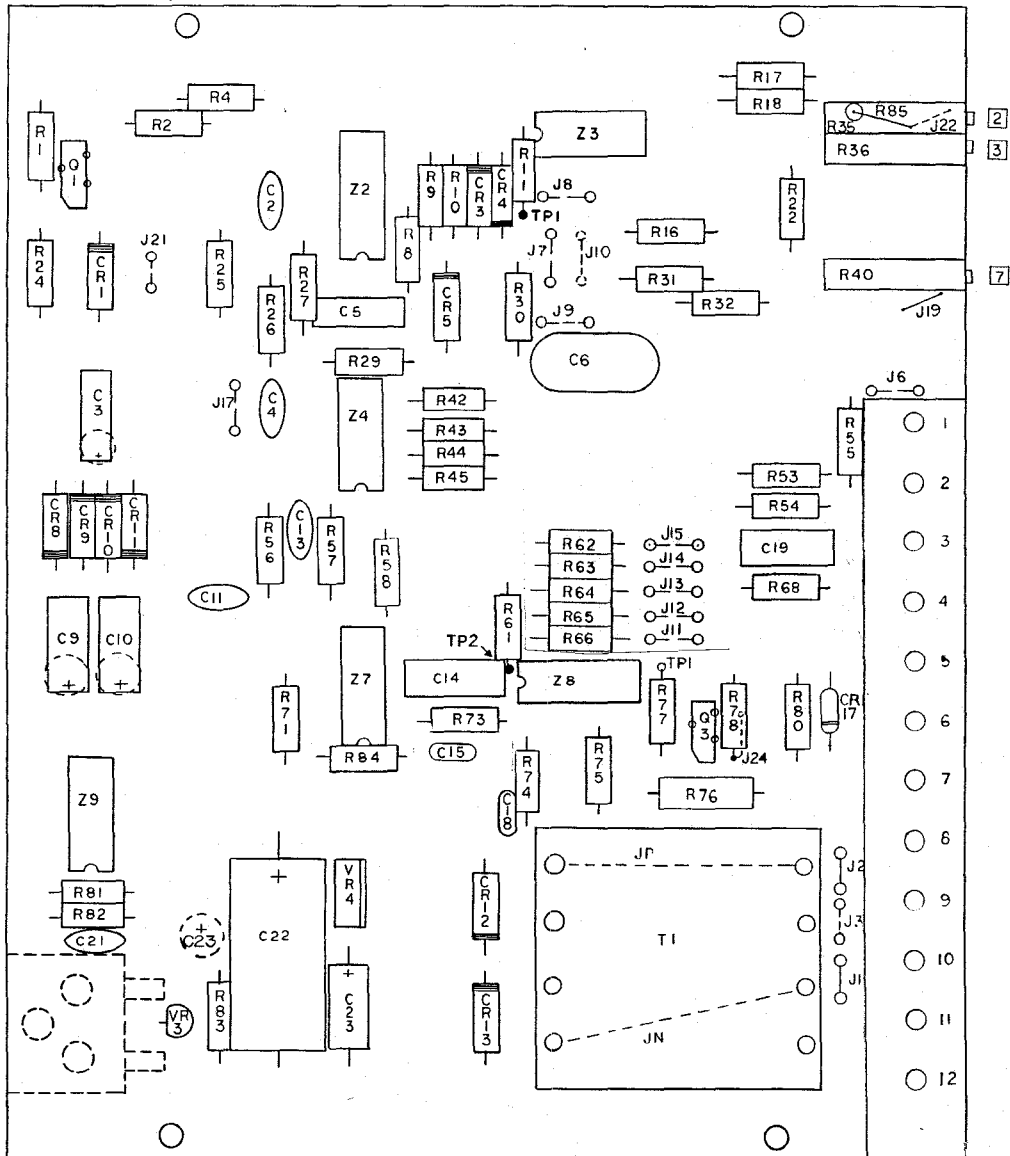 R4
R2
R1
Q1
R17
R18
R85
R35
J22
2
R36
3
Z3
R11
Z2
R9
R10
CR3
CR4
C2
R8
J8
TP1
R22
R16
J7
J10
J21
R24
CR1
R25
R27
R26
C5
CR5
R30
R31
R32
R40
7
J19
J9
C6
R29
J6
C3
J17
C4
Z4
R42
R43
R44
R45
R55
1
R53
2
R54
CR8
CR9
CR10
CR11
R56
C13
R57
R58
R62
R63
R64
R65
R66
J15
J14
J13
J12
J11
C19
3
R68
C11
4
R61
TP2
C9
C10
+
+
+
Z7
C14
Z8
TP1
5
R71
R73
R77
Q3
R78
R80
CR17
6
R84
C15
J24
R74
R75
R76
7
C18
Z9
JP
J2
8
+
VR4
R81
R82
CR12
9
J3
C21
+
C23
C22
T1
10
+
C23
J1
VR3
R83
CR13
JN
11
12